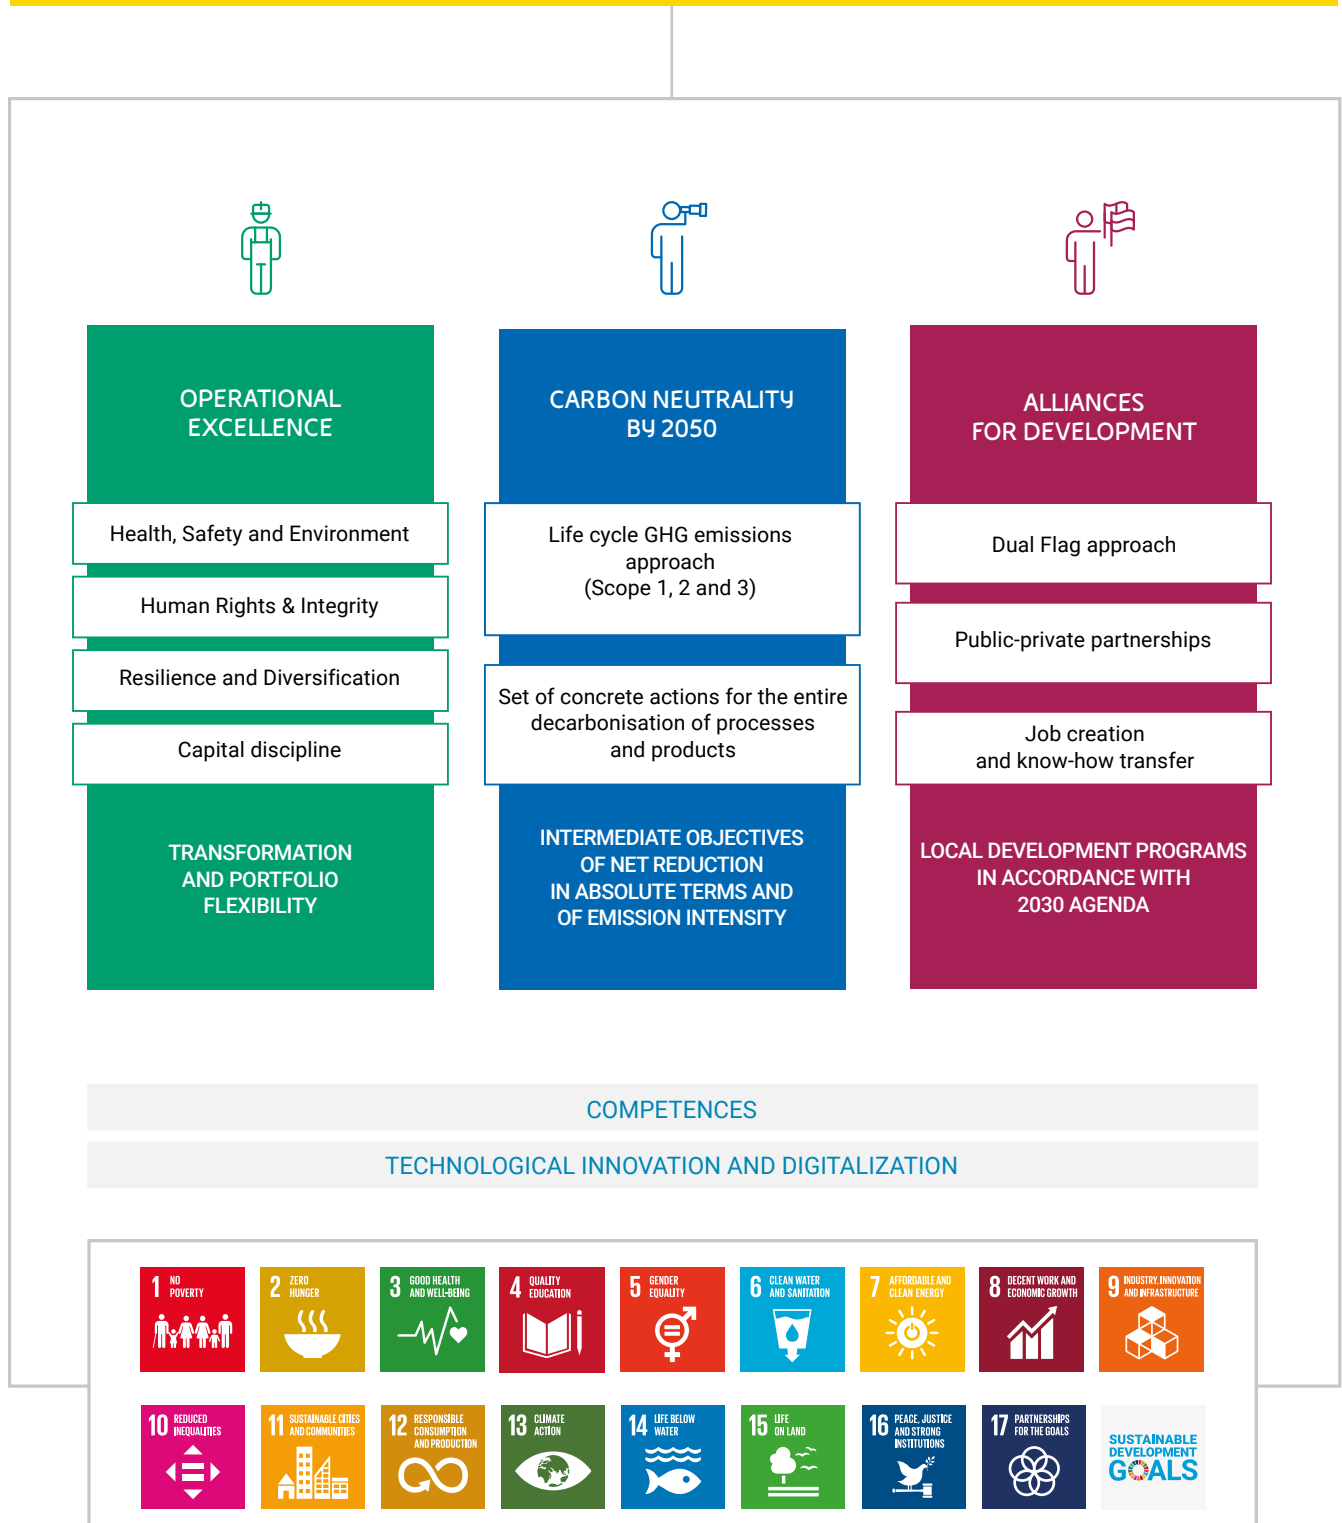 OPERATIONAL
EXCELLENCE
Health, Safety and Environment
Human Rights & Integrity
Resilience and Diversification
Capital discipline
TRANSFORMATION
AND PORTFOLIO
FLEXIBILITY
CARBON NEUTRALITY
BY 2050
Life cycle GHG emissions
approach
(Scope 1, 2 and 3)
Set of concrete actions for the entire
decarbonisation of processes
and products
INTERMEDIATE OBJECTIVES
OF NET REDUCTION
IN ABSOLUTE TERMS AND
OF EMISSION INTENSITY
ALLIANCES
FOR DEVELOPMENT
Dual Flag approach
Public-private partnerships
Job creation
and know-how transfer
LOCAL DEVELOPMENT PROGRAMS
IN ACCORDANCE WITH
2030 AGENDA
COMPETENCES
TECHNOLOGICAL INNOVATION AND DIGITALIZATION
1 NO
POVERTY
2 ZERO
HUNGER
3 GOOD HEALTH
AND WELL-BEING
4 QUALITY
EDUCATION
5 GENDER
EQUALITY
6 CLEAN WATER
AND SANITATION
7 AFFORDABLE AND
CLEAN ENERGY
8 DECENT WORK AND
ECONOMIC GROWTH
9 INDUSTRY, INNOVATION
AND INFRASTRUCTURE
10 REDUCED
INEQUALITIES
11 SUSTAINABLE CITIES
AND COMMUNITIES
12 RESPONSIBLE
CONSUMPTION
AND PRODUCTION
13 CLIMATE
ACTION
14 LIFE BELOW
WATER
15 LIFE
ON LAND
16 PEACE, JUSTICE
AND STRONG
INSTITUTIONS
17 PARTNERSHIPS
FOR THE GOALS
SUSTAINABLE
DEVELOPMENT
GOALS